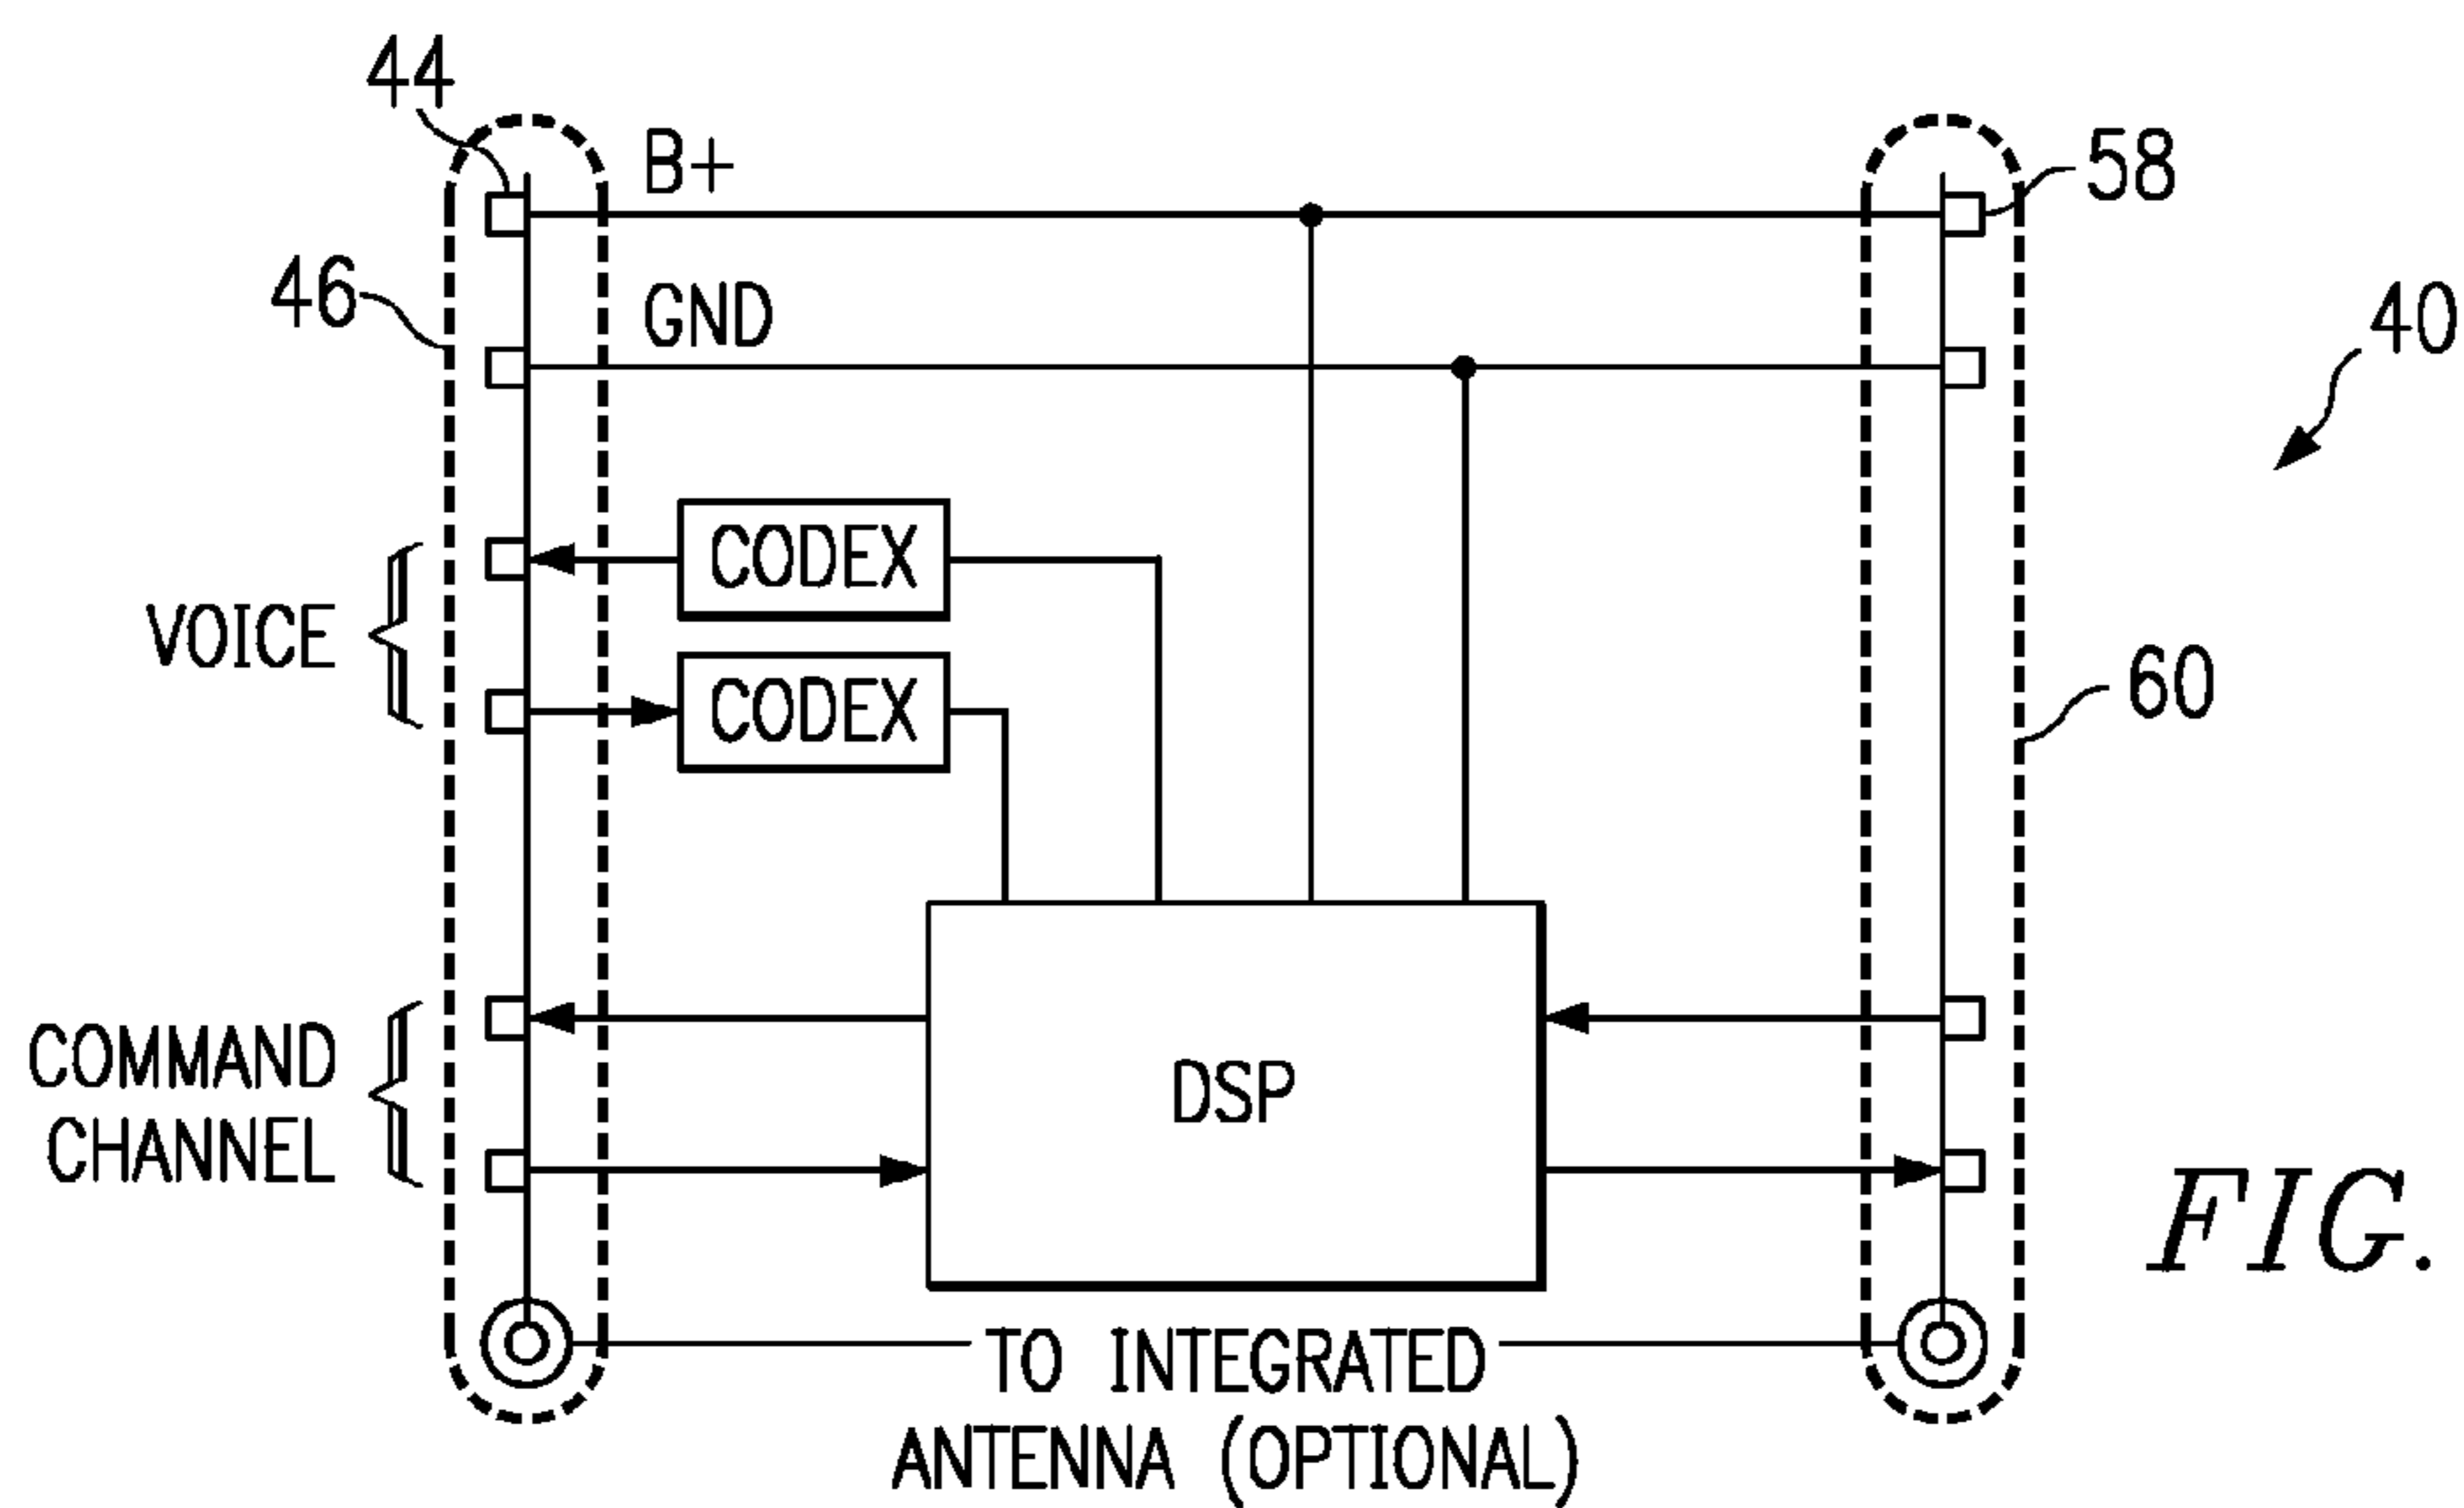 44
B+
58
46
GND
40
CODEX
VOICE
CODEX
60
COMMAND
CHANNEL
DSP
FIG.
TO INTEGRATED
ANTENNA (OPTIONAL)